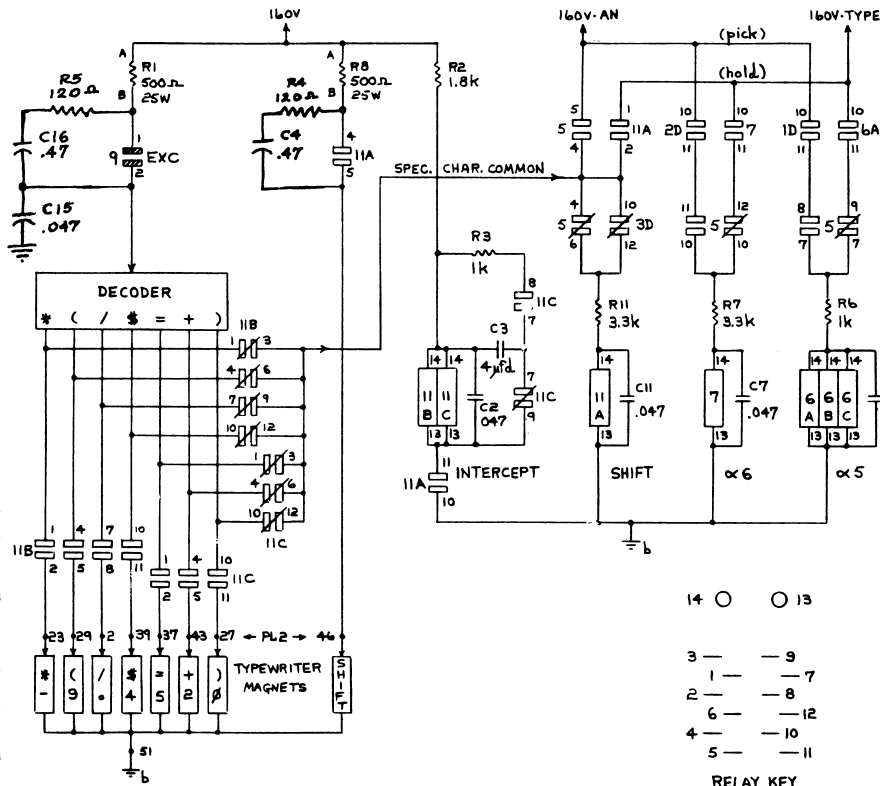 160V
160V-AN
160V-TYPE
(pick)
(hold)
A
R1
500Ω
25W
B
R5
120Ω
C16
.47
1
9 EXC
2
C15
.047
A
R8
500Ω
25W
B
R4
120Ω
C4
.47
4
11A
5
R2
1.8k
5
5
4
1
11A
2
10
2D
11
10
7
11
10
1D
11
10
6A
11
SPEC. CHAR. COMMON
4
5
6
10
3D
12
11
5
10
12
10
8
5
7
9
7
DECODER
* ( / $ = + )
11B
1 3
4 6
7 9
10 12
1 3
4 6
10 12
11C
R3
1k
8
11C
7
C3
4μfd
7
11C
9
14 14
11 B
11 C
13 13
C2
.047
11
11A
10
INTERCEPT
R11
3.3k
14
11 A
13
C11
.047
SHIFT
R7
3.3k
14
7
13
C7
.047
∝6
R6
1k
14 14 14
6 A
6 B
6 C
13 13 13
∝5
b
1
11B
2
4
5
7
8
10
11
1
2
4
5
10
11C
11
23 29 2 39 37 43 27 ← PL2 → 46
* -
( 9
/ .
$ 4
= 5
+ 2
) ∅
TYPEWRITER
MAGNETS
SHIFT
51
b
14 13
3 — — 9
1 — — 7
2 — — 8
6 — — 12
4 — — 10
5 — — 11
RELAY KEY